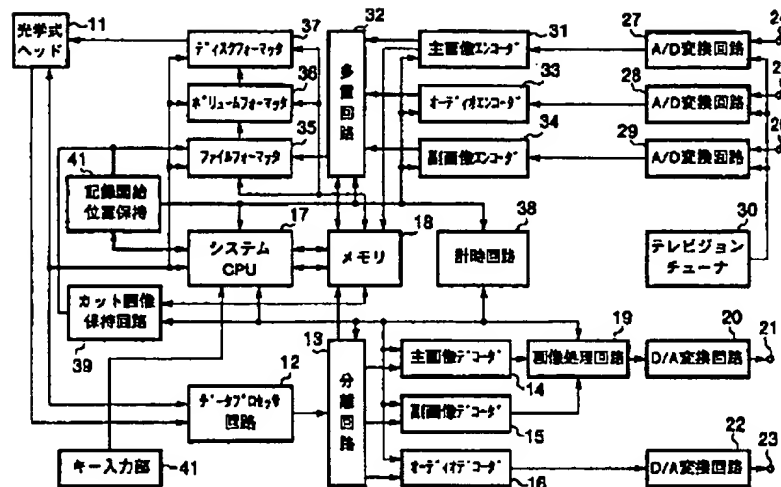 光学式
ヘッド
11
ディスクフォーマッタ
37
32
多重回路
主画像エンコーダ
31
27
A/D変換回路
24
36
ボリュームフォーマッタ
33
オーディオエンコーダ
28
A/D変換回路
35
ファイルフォーマッタ
34
副画像エンコーダ
29
A/D変換回路
41
記録開始
位置保持
17
システム
CPU
18
メモリ
38
計時回路
30
テレビジョン
チューナ
カット画像
保持回路
39
13
分離回路
主画像デコーダ
14
19
画像処理回路
20
D/A変換回路
21
12
データプロセッサ
回路
副画像デコーダ
15
キー入力部
41
オーディオデコーダ
16
22
D/A変換回路
23